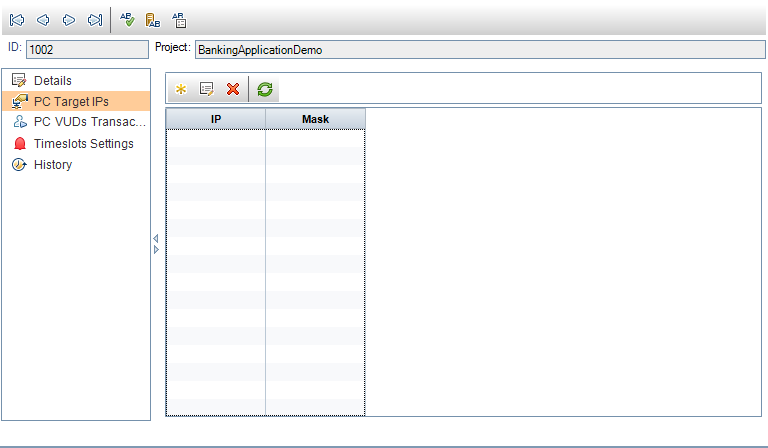 ID: 1002 Project: BankingApplicationDemo
Details
PC Target IPs
PC VUDs Transac...
Timeslots Settings
History
IP Mask